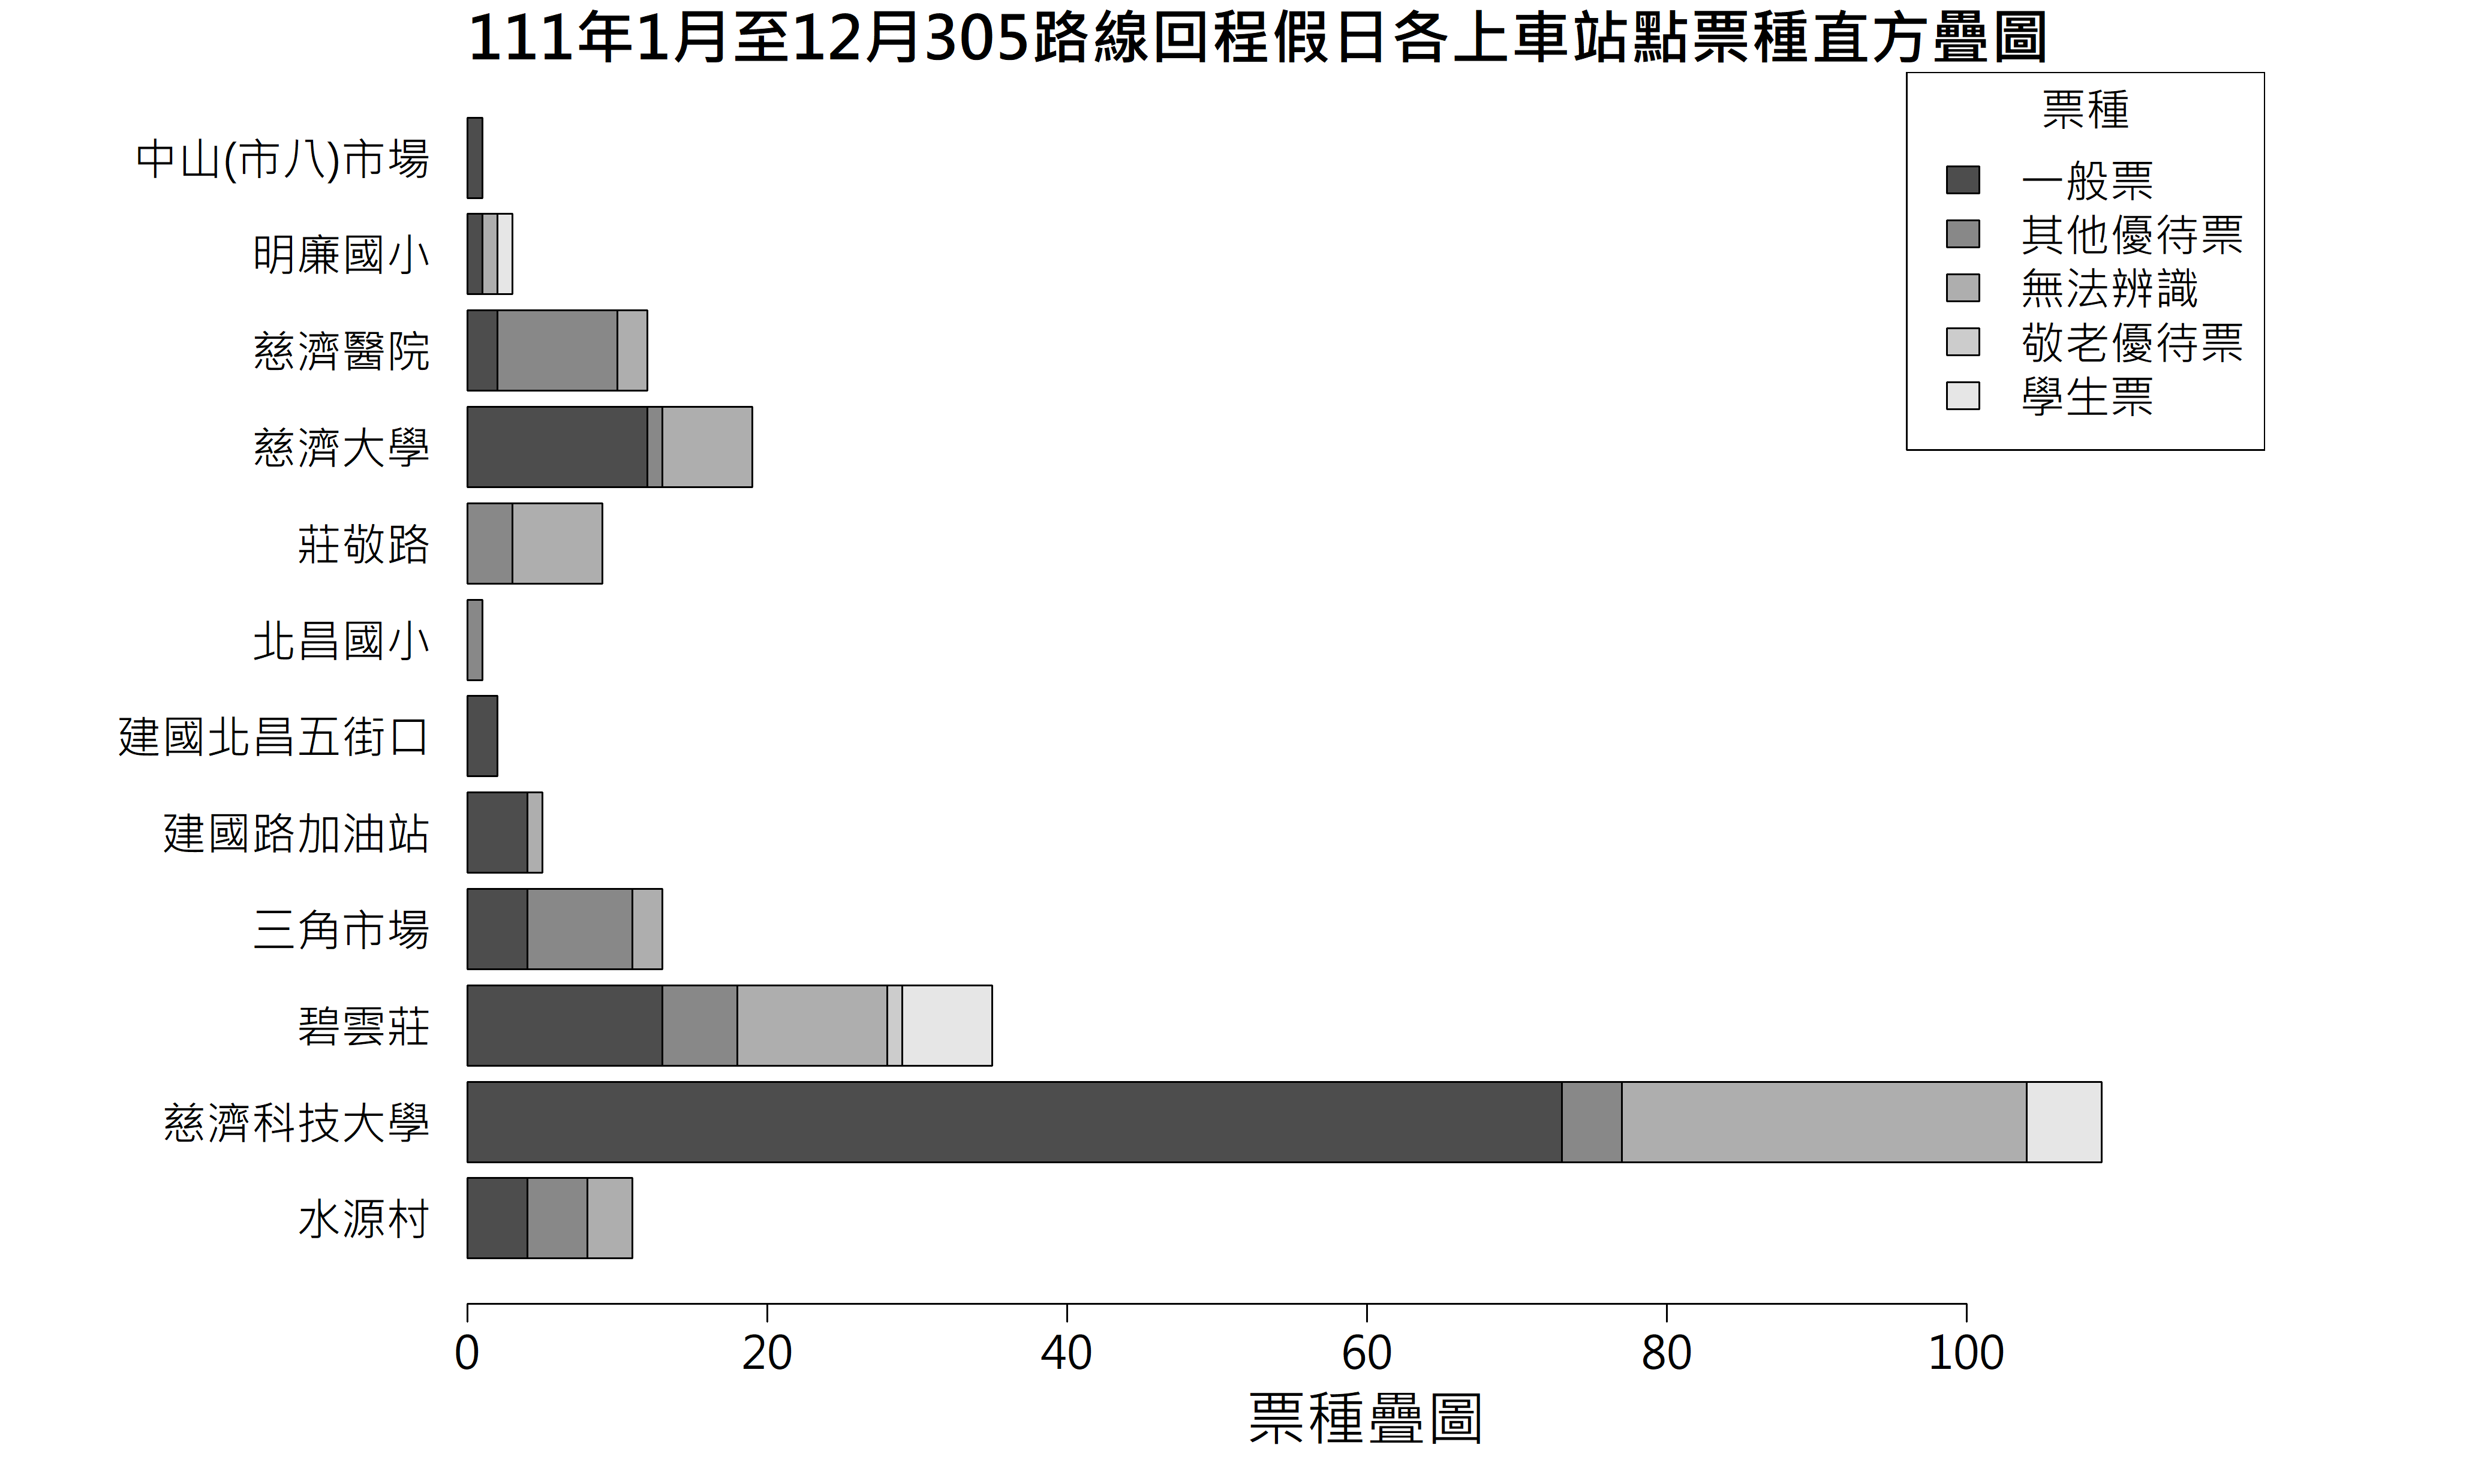 111年1月至12月305路線回程假日各上車站點票種直方疊圖
票種
一般票
其他優待票
無法辨識
敬老優待票
學生票
中山(市八)市場
明廉國小
慈濟醫院
慈濟大學
莊敬路
北昌國小
建國北昌五街口
建國路加油站
三角市場
碧雲莊
慈濟科技大學
水源村
0 20 40 60 80 100
票種疊圖